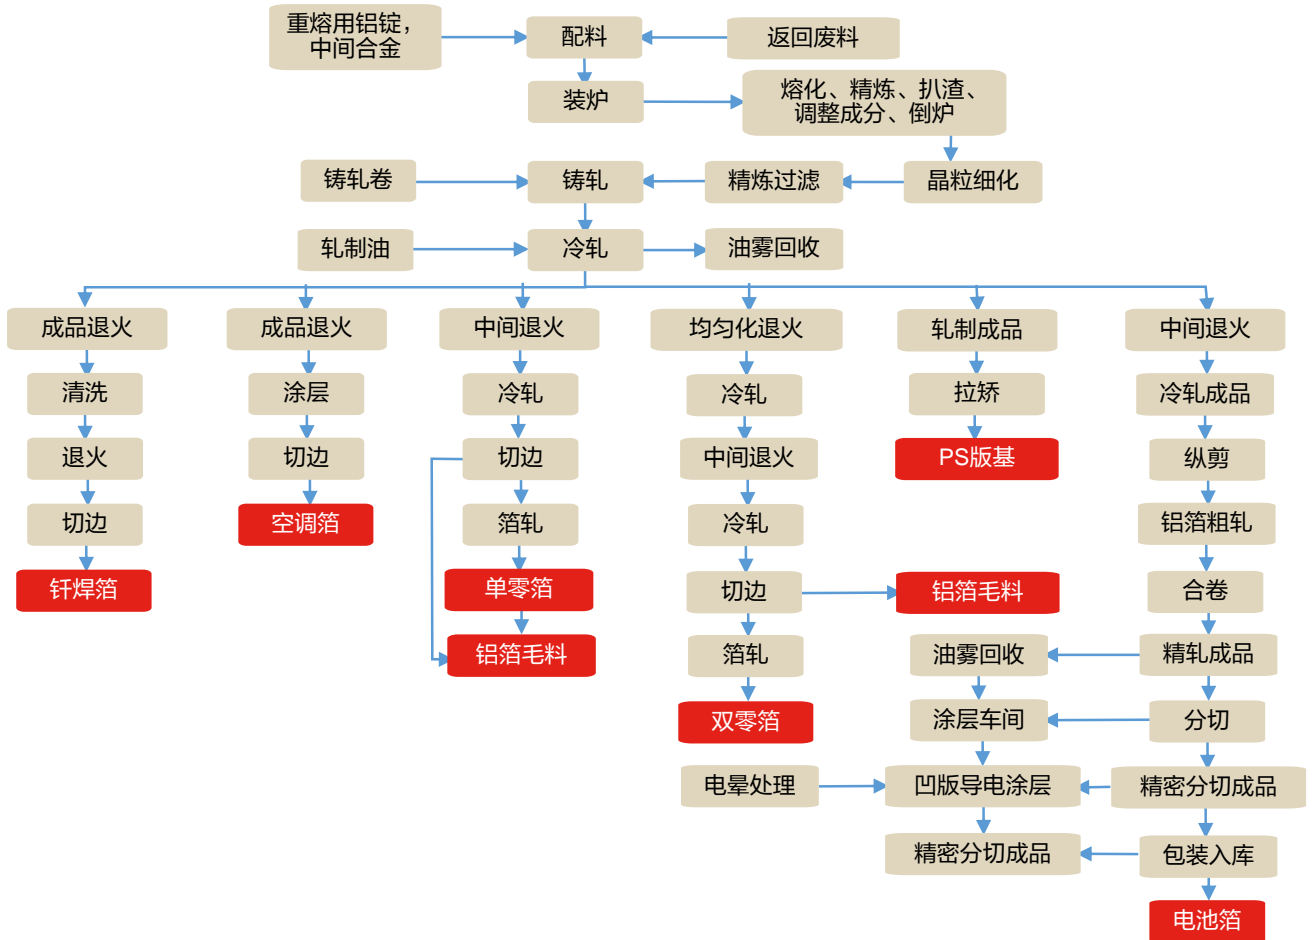 重熔用铝锭，
中间合金
配料
返回废料
装炉
熔化、精炼、扒渣、
调整成分、倒炉
铸轧卷
铸轧
精炼过滤
晶粒细化
轧制油
冷轧
油雾回收
成品退火
成品退火
中间退火
均匀化退火
轧制成品
中间退火
清洗
涂层
冷轧
冷轧
拉矫
冷轧成品
退火
切边
切边
中间退火
PS版基
纵剪
切边
空调箔
箔轧
冷轧
铝箔粗轧
钎焊箔
单零箔
切边
铝箔毛料
合卷
铝箔毛料
箔轧
油雾回收
精轧成品
双零箔
涂层车间
分切
电晕处理
凹版导电涂层
精密分切成品
精密分切成品
包装入库
电池箔